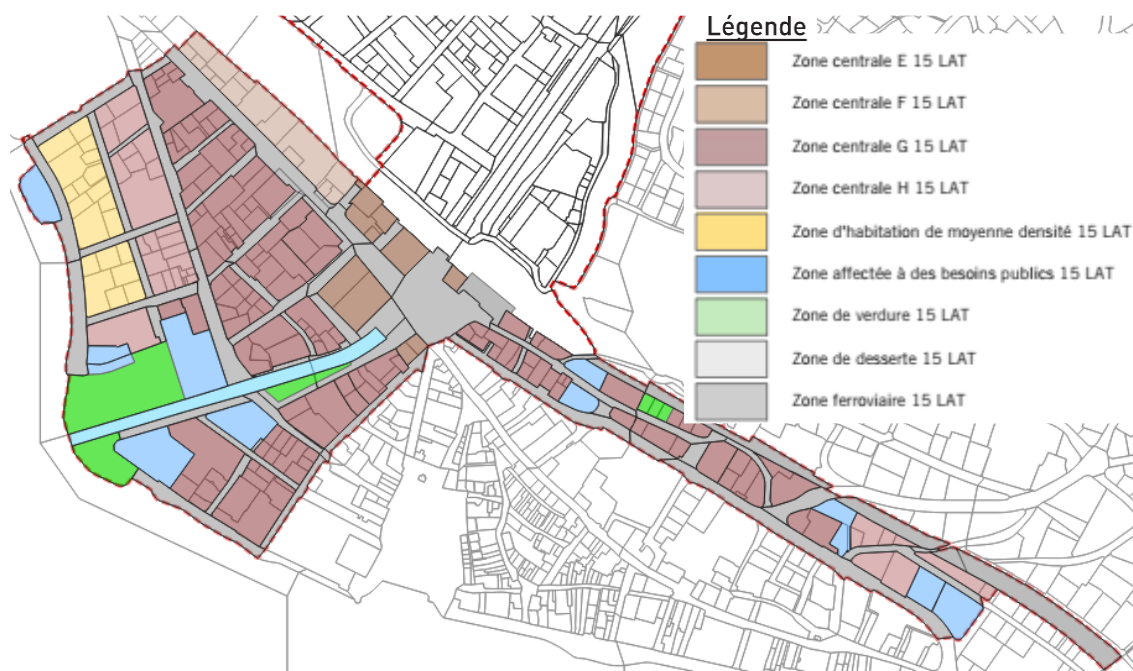 Légende
Zone centrale E 15 LAT
Zone centrale F 15 LAT
Zone centrale G 15 LAT
Zone centrale H 15 LAT
Zone d'habitation de moyenne densité 15 LAT
Zone affectée à des besoins publics 15 LAT
Zone de verdure 15 LAT
Zone de desserte 15 LAT
Zone ferroviaire 15 LAT